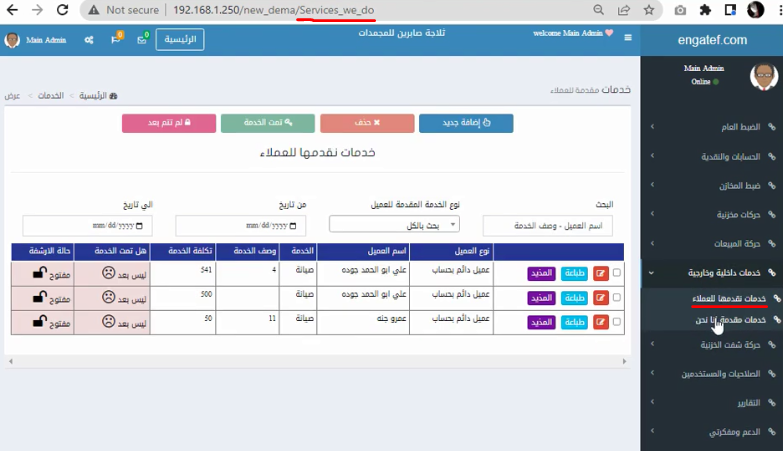 Not secure 192.168.1.250/new_dema/Services_we_do
Main Admin
الرئيسية
ثلاجة صابرين للمجمدات
welcome Main Admin
engatef.com
Main Admin
Online
خدمات مقدمة للعملاء
الرئيسية > الخدمات > عرض
إضافة جديد
حذف
تمت الخدمة
لم تتم بعد
خدمات نقدمها للعملاء
البحث
نوع الخدمة المقدمة للعميل
من تاريخ
الي تاريخ
اسم العميل - وصف الخدمة
بحث بالكل
mm/dd/yyyy
mm/dd/yyyy
نوع العميل اسم العميل الخدمة وصف الخدمة تكلفة الخدمة هل تمت الخدمة حالة الارشفة
طباعة المذيد عميل دائم بحساب علي ابو الحمد جوده صيانة 4 541 ليس بعد مفتوح
طباعة المذيد عميل دائم بحساب علي ابو الحمد جوده صيانة 500 ليس بعد مفتوح
طباعة المذيد عميل دائم بحساب عمرو جنه صيانة 11 50 ليس بعد مفتوح
الضبط العام
الحسابات والنقدية
ضبط المخازن
حركات مخزنية
حركة المبيعات
خدمات داخلية وخارجية
خدمات نقدمها للعملاء
خدمات مقدمة لنا نحن
حركة شفت الخزنية
الصلاحيات والمستخدمين
التقارير
الدعم ومفكرتي